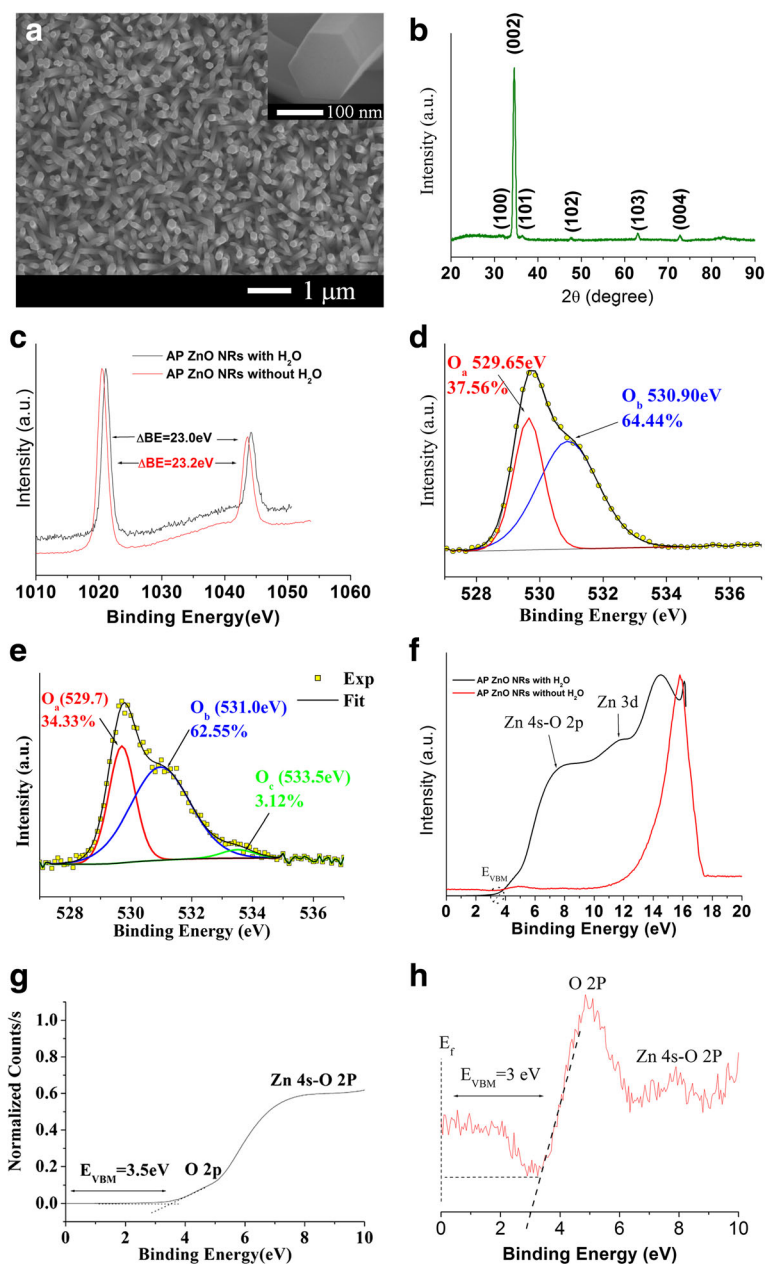 a
100 nm
1 μm
b
(002)
(100)
(101)
(102)
(103)
(004)
Intensity (a.u.)
20 30 40 50 60 70 80 90
2θ (degree)
c
AP ZnO NRs with H₂O
AP ZnO NRs without H₂O
ΔBE=23.0eV
ΔBE=23.2eV
Intensity (a.u.)
1010 1020 1030 1040 1050 1060
Binding Energy(eV)
d
Oₐ 529.65eV
37.56%
O_b 530.90eV
64.44%
Intensity (a.u.)
528 530 532 534 536
Binding Energy (eV)
e
Exp
Fit
Oₐ(529.7)
34.33%
O_b (531.0eV)
62.55%
O_c (533.5eV)
3.12%
Intensity (a.u.)
528 530 532 534 536
Binding Energy (eV)
f
AP ZnO NRs with H₂O
AP ZnO NRs without H₂O
Zn 4s-O 2p
Zn 3d
E_VBM
Intensity (a.u.)
0 2 4 6 8 10 12 14 16 18 20
Binding Energy (eV)
g
1.0
0.8
0.6
0.4
0.2
0.0
Normalized Counts/s
Zn 4s-O 2P
O 2p
E_VBM=3.5eV
0 2 4 6 8 10
Binding Energy(eV)
h
O 2P
E_f
E_VBM=3 eV
Zn 4s-O 2P
Intensity (a.u.)
0 2 4 6 8 10
Binding Energy (eV)